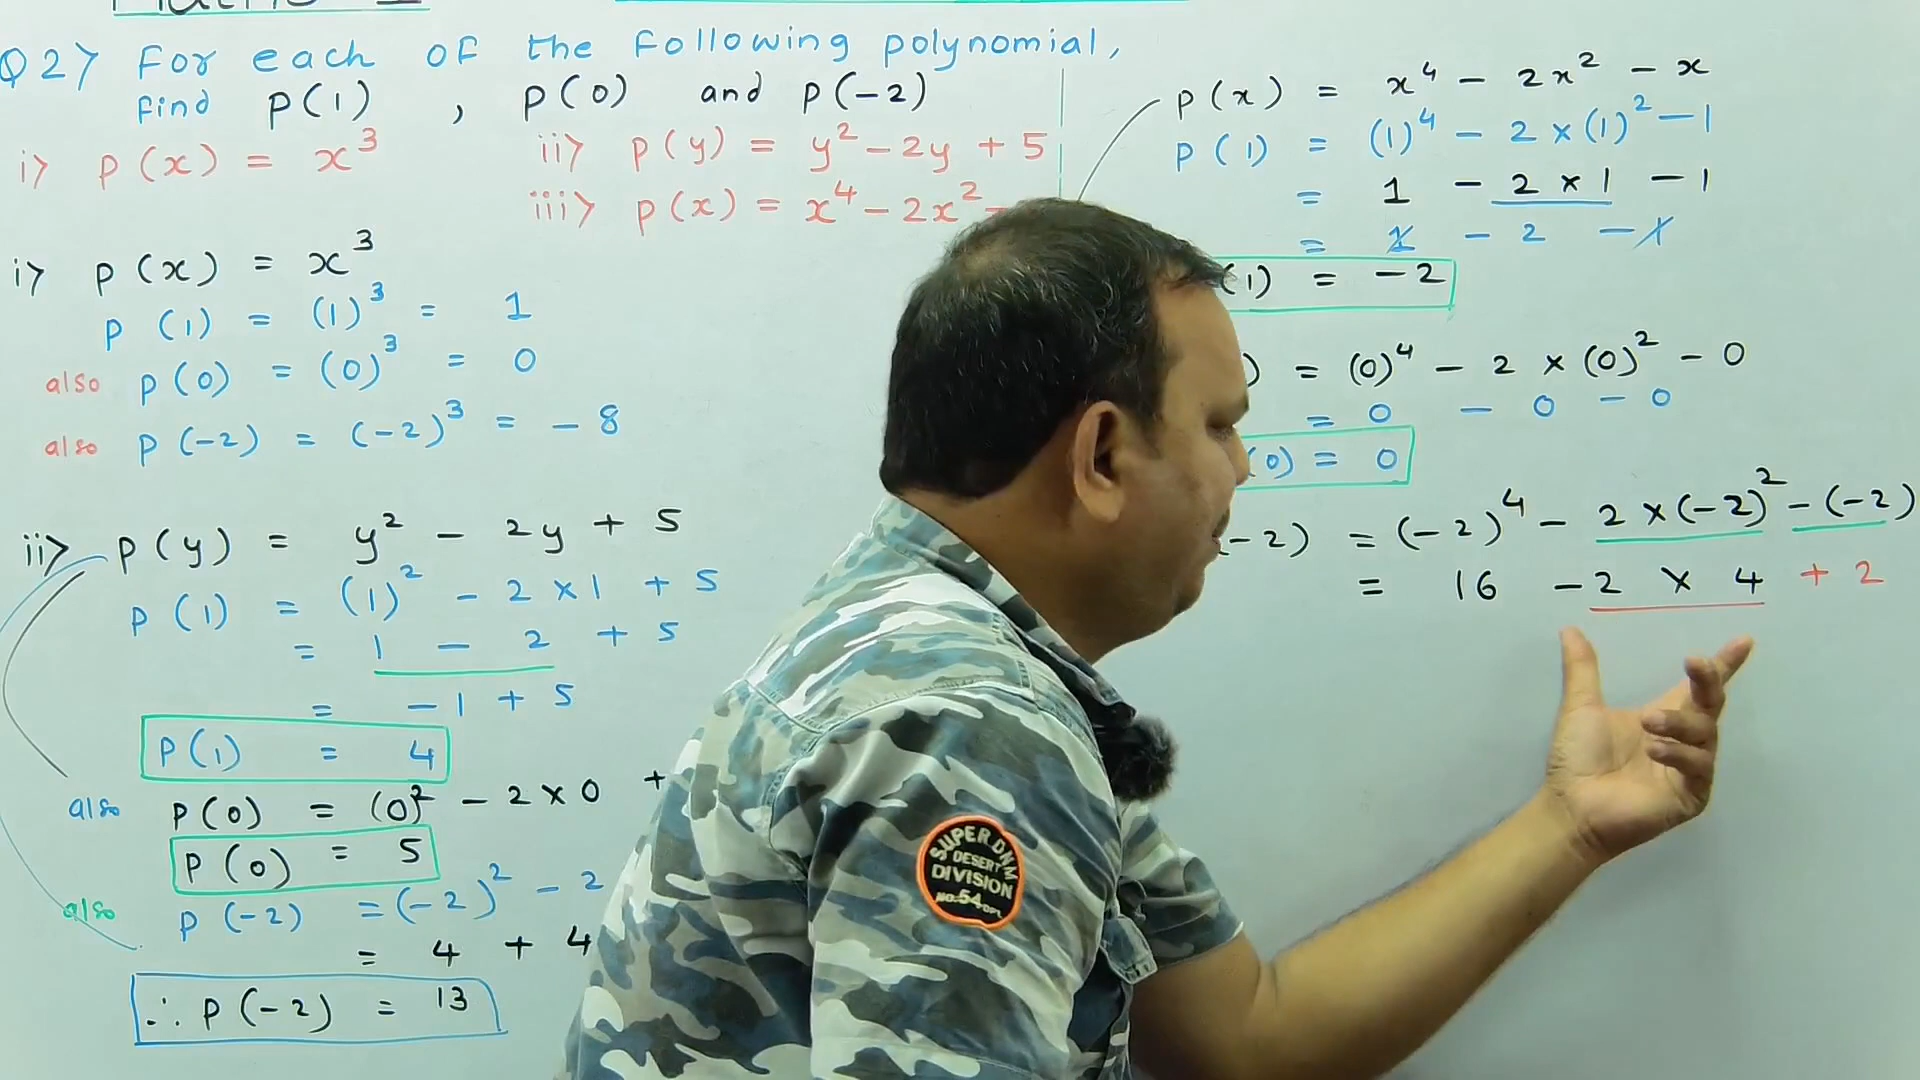 Q2> For each of the following polynomial,
find p(1) , p(0) and p(-2)
i> p(x) = x³ ii> p(y) = y² - 2y + 5
iii> p(x) = x⁴ - 2x² -
i> p(x) = x³
p(1) = (1)³ = 1
also p(0) = (0)³ = 0
also p(-2) = (-2)³ = -8
ii> p(y) = y² - 2y + 5
p(1) = (1)² - 2×1 + 5
= 1 - 2 + 5
= -1 + 5
p(1) = 4
also p(0) = (0)² - 2×0 +
p(0) = 5
also p(-2) = (-2)² - 2
= 4 + 4
∴ p(-2) = 13
p(x) = x⁴ - 2x² - x
p(1) = (1)⁴ - 2×(1)² - 1
= 1 - 2×1 - 1
= 1 - 2 - 1
(1) = -2
) = (0)⁴ - 2 × (0)² - 0
= 0 - 0 - 0
(0) = 0
(-2) = (-2)⁴ - 2×(-2)² - (-2)
= 16 - 2 × 4 + 2
SUPER DNM
DESERT
DIVISION
NO.54